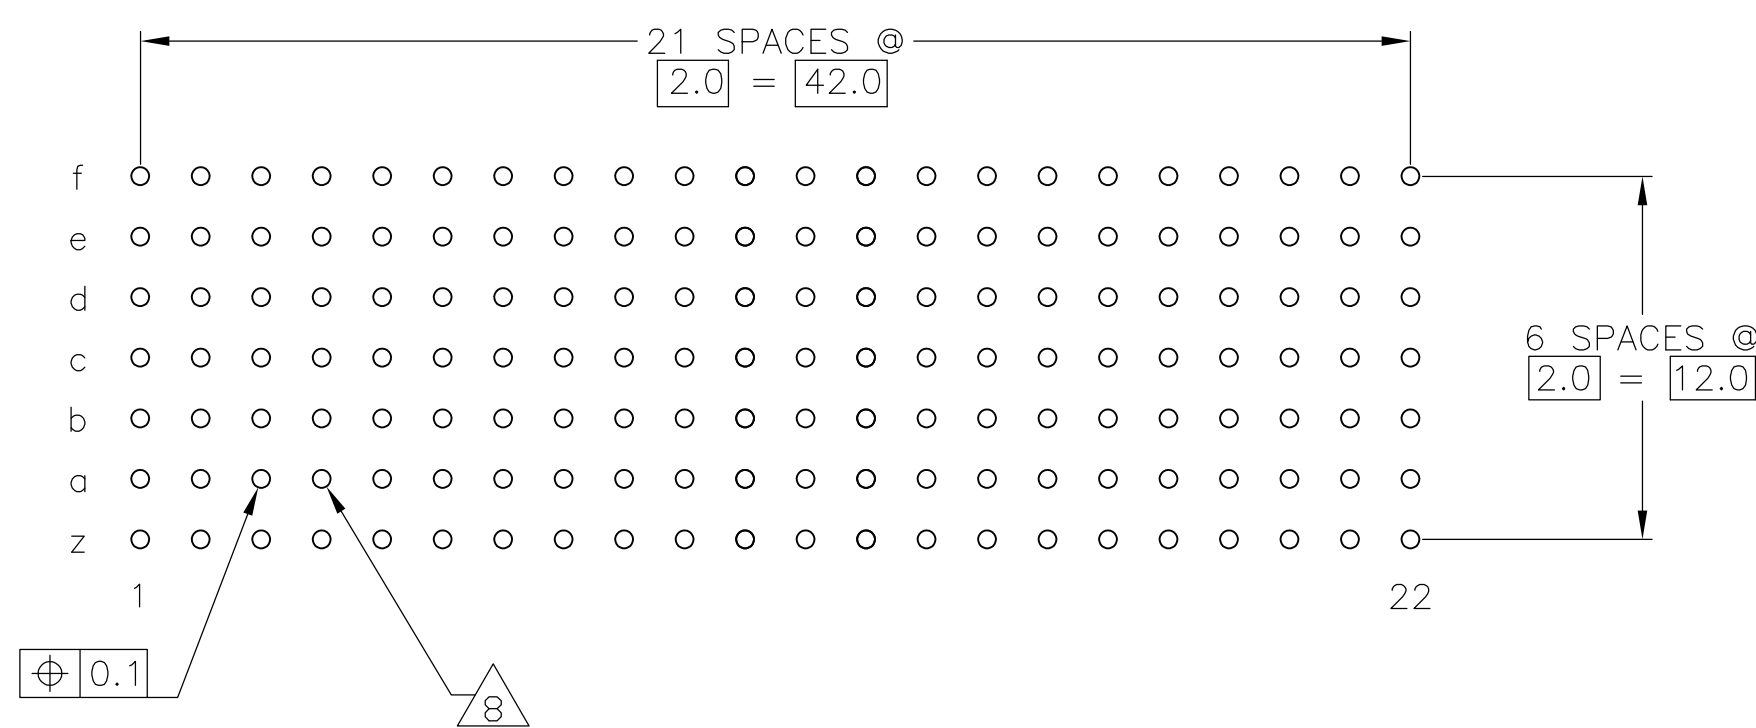 21 SPACES @
2.0 = 42.0
f
e
d
c
6 SPACES @
2.0 = 12.0
b
a
z
1
22
⌖ 0.1
8